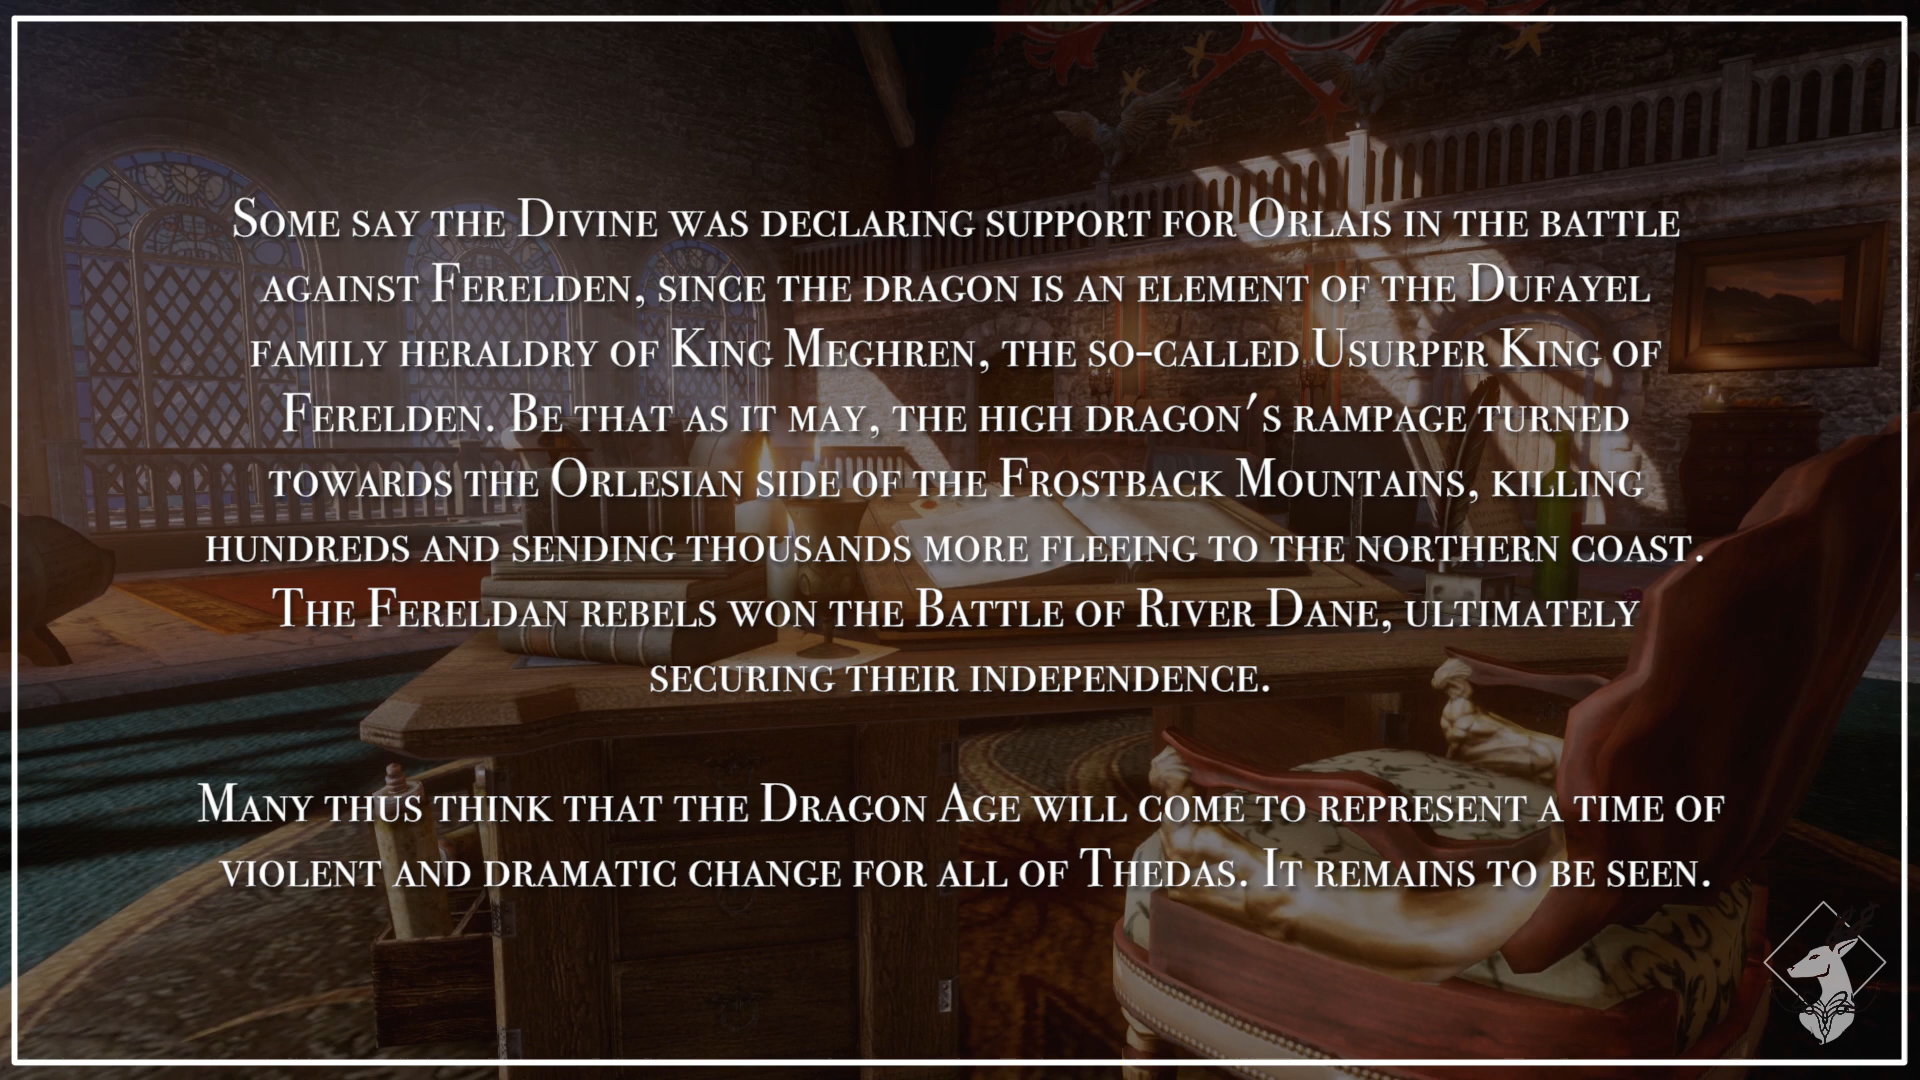 Some say the Divine was declaring support for Orlais in the battle
against Ferelden, since the dragon is an element of the Dufayel
family heraldry of King Meghren, the so-called Usurper King of
Ferelden. Be that as it may, the high dragon's rampage turned
towards the Orlesian side of the Frostback Mountains, killing
hundreds and sending thousands more fleeing to the northern coast.
The Fereldan rebels won the Battle of River Dane, ultimately
securing their independence.
Many thus think that the Dragon Age will come to represent a time of
violent and dramatic change for all of Thedas. It remains to be seen.